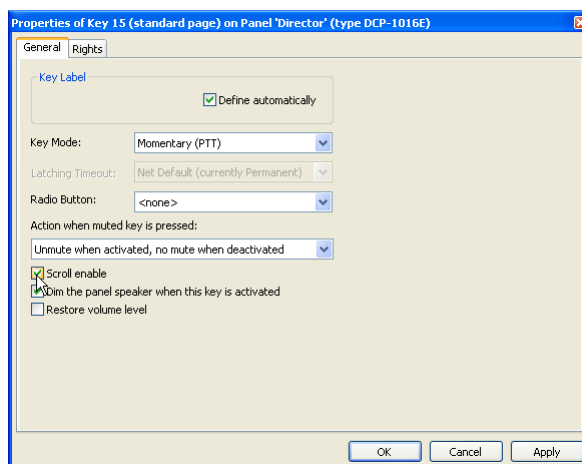 Properties of Key 15 (standard page) on Panel 'Director' (type DCP-1016E)
General Rights
Key Label
Define automatically
Key Mode: Momentary (PTT)
Latching Timeout: Net Default (currently Permanent)
Radio Button: <none>
Action when muted key is pressed:
Unmute when activated, no mute when deactivated
Scroll enable
Dim the panel speaker when this key is activated
Restore volume level
OK Cancel Apply